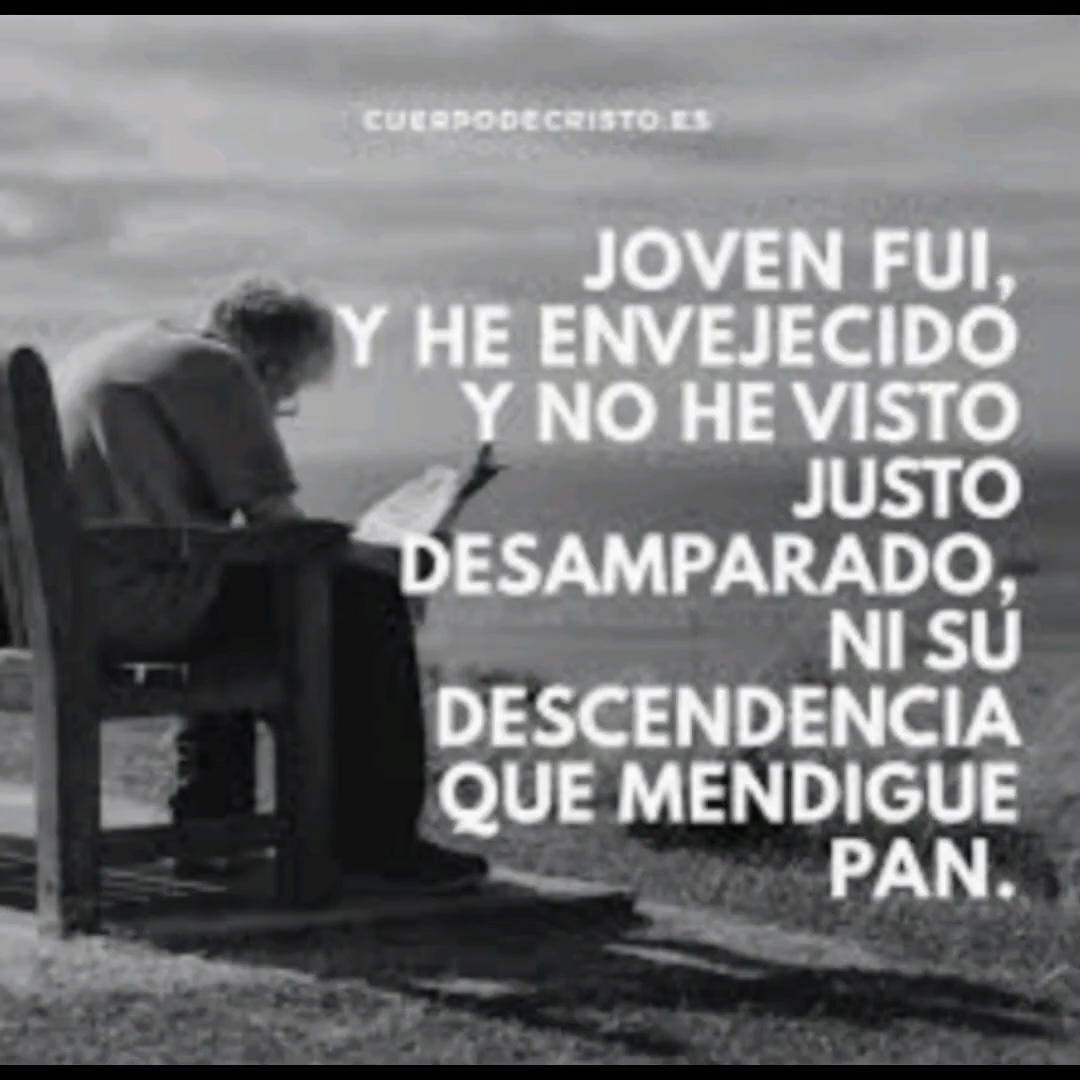 CUERPODECRISTO.ES
JOVEN FUI,
Y HE ENVEJECIDO
Y NO HE VISTO
JUSTO
DESAMPARADO,
NI SU
DESCENDENCIA
QUE MENDIGUE
PAN.